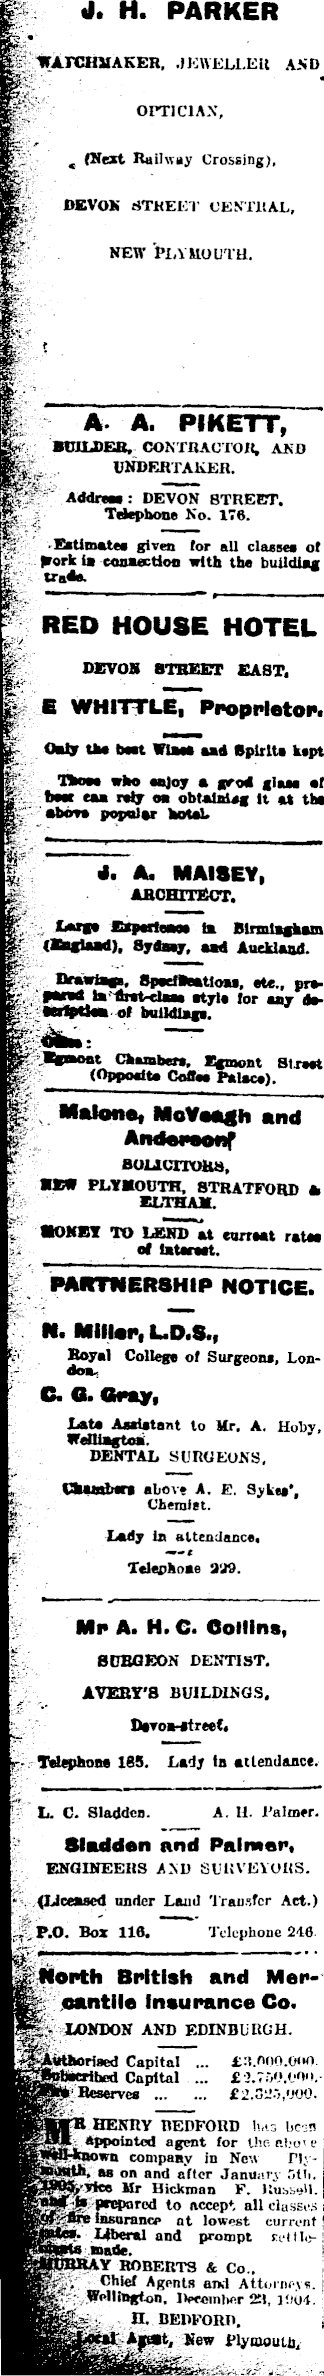 J. H. PARKER
WATCHMAKER, JEWELLER AND
OPTICIAN,
(Next Railway Crossing),
DEVON STREET CENTRAL,
NEW PLYMOUTH.
A. A. PIKETT,
BUILDER, CONTRACTOR, AND
UNDERTAKER.
Address: DEVON STREET.
Telephone No. 176.
Estimates given for all classes of
work in connection with the building
trade.
RED HOUSE HOTEL
DEVON STREET EAST,
E WHITTLE, Proprietor.
Only the best Wines and Spirits kept
Those who enjoy a good glass of
beer can rely on obtaining it at the
above popular hotel.
J. A. MAISEY,
ARCHITECT.
Large Experience in Birmingham
(England), Sydney, and Auckland.
Drawings, Specifications, etc., pre-
pared in first-class style for any de-
scription of buildings.
Office:
Egmont Chambers, Egmont Street
(Opposite Coffee Palace).
Malone, McVeagh and
Anderson
SOLICITORS,
NEW PLYMOUTH, STRATFORD &
ELTHAM.
MONEY TO LEND at current rates
of interest.
PARTNERSHIP NOTICE.
N. Miller, L.D.S.,
Royal College of Surgeons, Lon-
don,
C. G. Gray,
Late Assistant to Mr. A. Hoby,
Wellington.
DENTAL SURGEONS,
Chambers above A. E. Sykes',
Chemist.
Lady in attendance.
Telephone 229.
Mr A. H. C. Collins,
SURGEON DENTIST.
AVERY'S BUILDINGS,
Devon-street.
Telephone 185. Lady in attendance.
L. C. Sladden. A. H. Palmer.
Sladden and Palmer,
ENGINEERS AND SURVEYORS.
(Licensed under Land Transfer Act.)
P.O. Box 116. Telephone 246
North British and Mer-
cantile Insurance Co.
LONDON AND EDINBURGH.
Authorised Capital ... £3,000,000.
Subscribed Capital ... £2,750,000.
Fire Reserves ... ... £2,325,000.
MR HENRY BEDFORD has been
appointed agent for the above
well-known company in New Ply-
mouth, as on and after January 5th,
1905, vice Mr Hickman F. Russell,
and is prepared to accept all classes
of fire insurance at lowest current
rates. Liberal and prompt settle-
ments made.
MURRAY ROBERTS & Co.,
Chief Agents and Attorneys.
Wellington, December 23, 1904.
H. BEDFORD,
Local Agent, New Plymouth.